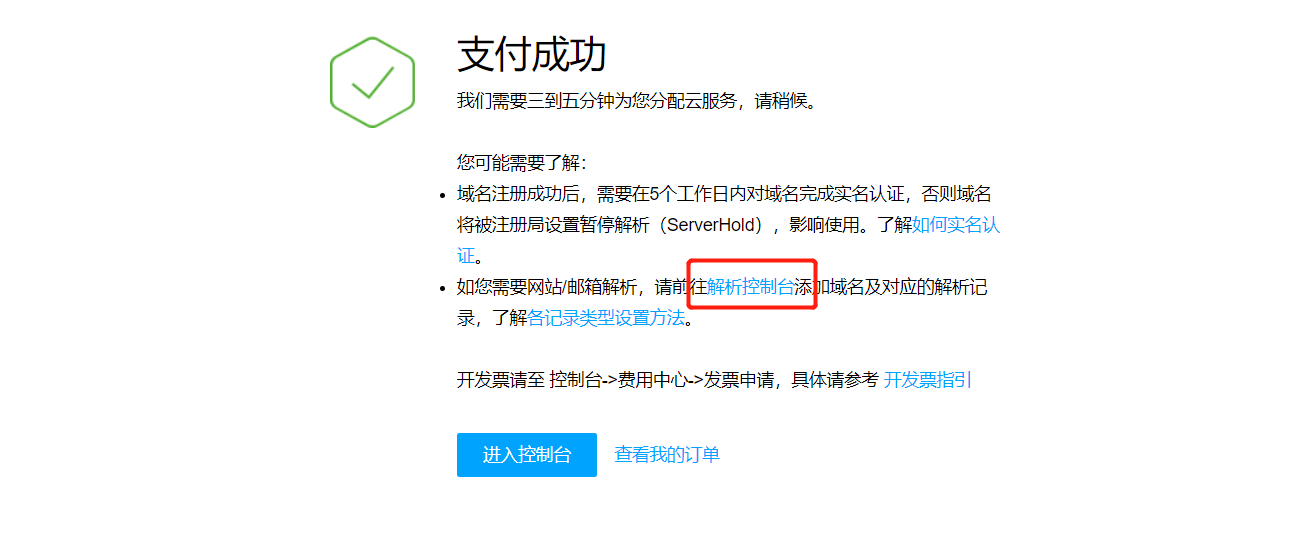 支付成功
我们需要三到五分钟为您分配云服务，请稍候。
您可能需要了解：
域名注册成功后，需要在5个工作日内对域名完成实名认证，否则域名
将被注册局设置暂停解析（ServerHold），影响使用。了解如何实名认
证。
如您需要网站/邮箱解析，请前往解析控制台添加域名及对应的解析记
录，了解各记录类型设置方法。
开发票请至 控制台->费用中心->发票申请，具体请参考 开发票指引
进入控制台 查看我的订单